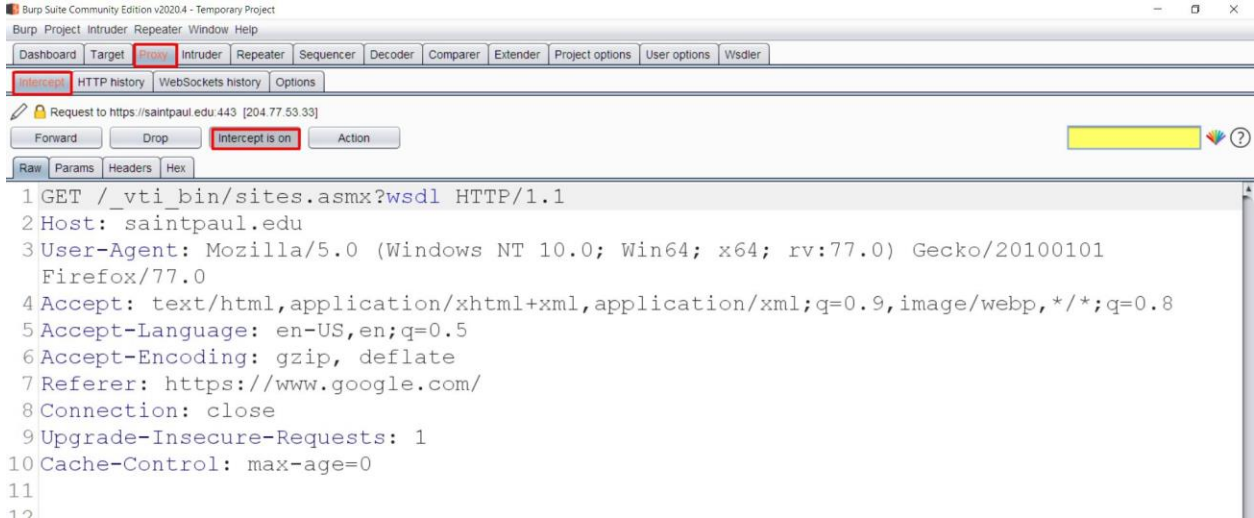 Burp Suite Community Edition v2020.4 - Temporary Project
Burp Project Intruder Repeater Window Help
Dashboard Target Proxy Intruder Repeater Sequencer Decoder Comparer Extender Project options User options Wsdler
Intercept HTTP history WebSockets history Options
Request to https://saintpaul.edu:443 [204.77.53.33]
Forward Drop Intercept is on Action ?
Raw Params Headers Hex
1 GET /_vti_bin/sites.asmx?wsdl HTTP/1.1
2 Host: saintpaul.edu
3 User-Agent: Mozilla/5.0 (Windows NT 10.0; Win64; x64; rv:77.0) Gecko/20100101
Firefox/77.0
4 Accept: text/html,application/xhtml+xml,application/xml;q=0.9,image/webp,*/*;q=0.8
5 Accept-Language: en-US,en;q=0.5
6 Accept-Encoding: gzip, deflate
7 Referer: https://www.google.com/
8 Connection: close
9 Upgrade-Insecure-Requests: 1
10 Cache-Control: max-age=0
11
12